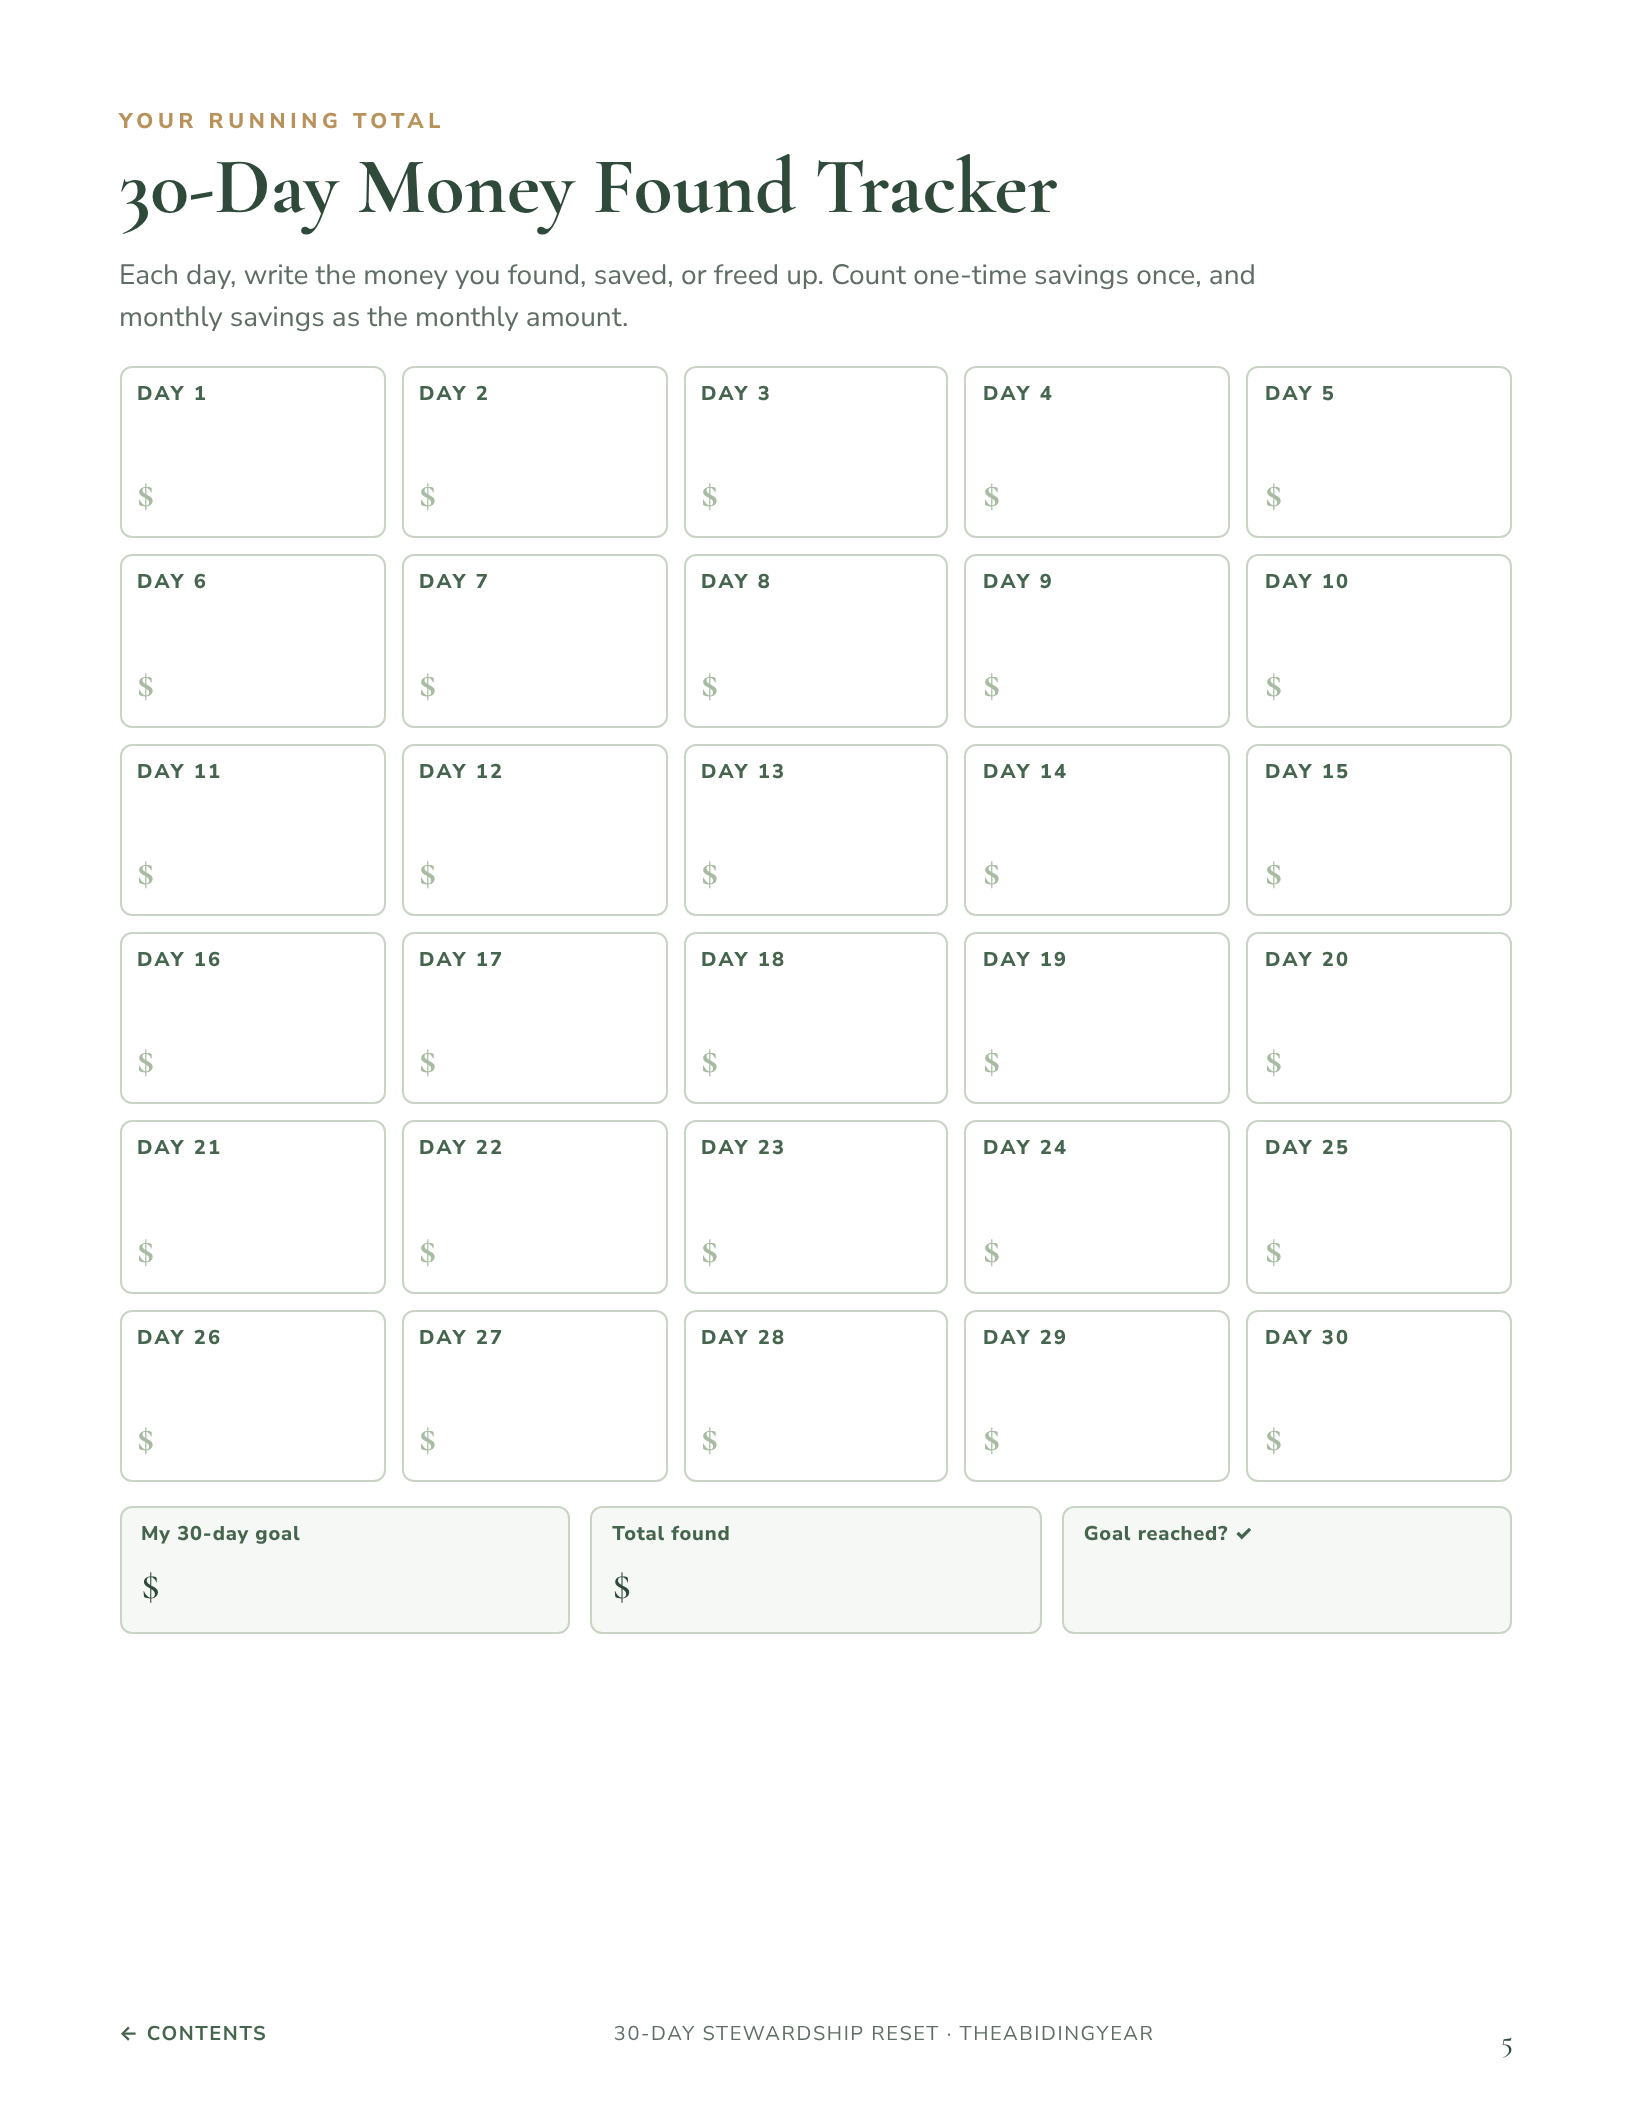 YOUR RUNNING TOTAL
30-Day Money Found Tracker
Each day, write the money you found, saved, or freed up. Count one-time savings once, and
monthly savings as the monthly amount.
DAY 1 DAY 2 DAY 3 DAY 4 DAY 5
$ $ $ $ $
DAY 6 DAY 7 DAY 8 DAY 9 DAY 10
$ $ $ $ $
DAY 11 DAY 12 DAY 13 DAY 14 DAY 15
$ $ $ $ $
DAY 16 DAY 17 DAY 18 DAY 19 DAY 20
$ $ $ $ $
DAY 21 DAY 22 DAY 23 DAY 24 DAY 25
$ $ $ $ $
DAY 26 DAY 27 DAY 28 DAY 29 DAY 30
$ $ $ $ $
My 30-day goal Total found Goal reached? ✓
$ $
← CONTENTS 30-DAY STEWARDSHIP RESET · THEABIDINGYEAR 5